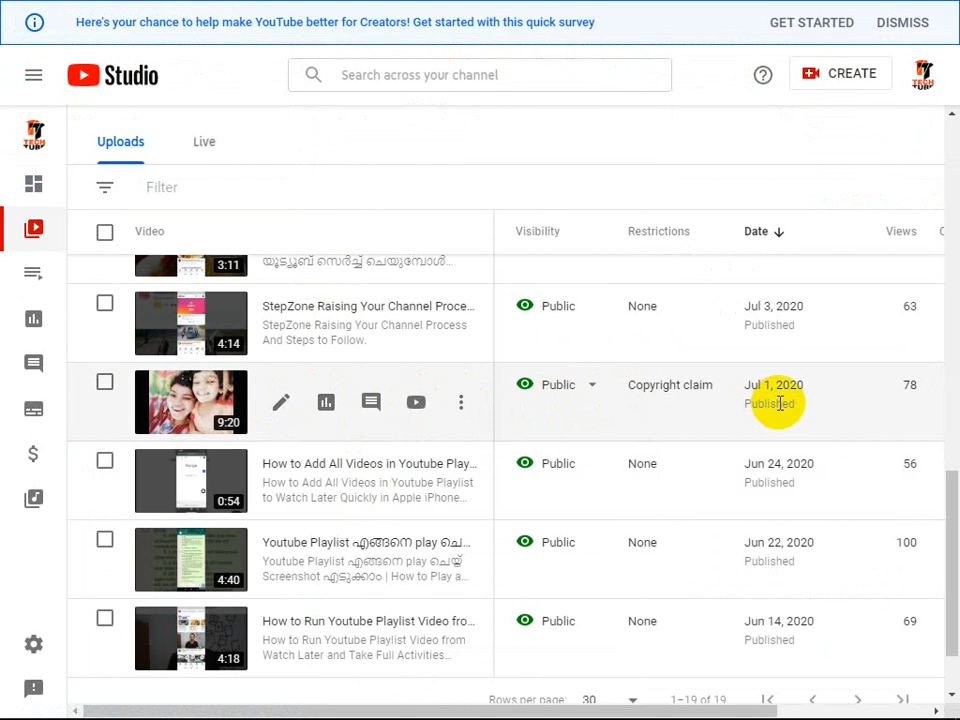 Here's your chance to help make YouTube better for Creators! Get started with this quick survey
GET STARTED
DISMISS
Studio
Search across your channel
CREATE
TECH
TUBE
TECH
TUBE
Uploads
Live
Filter
Video
Visibility
Restrictions
Date
Views
3:11
യൂട്യൂബ് സെർച്ച് ചെയുമ്പോൾ...
StepZone Raising Your Channel Proce...
StepZone Raising Your Channel Process
And Steps to Follow.
4:14
Public
None
Jul 3, 2020
Published
63
9:20
Public
Copyright claim
Jul 1, 2020
Published
78
How to Add All Videos in Youtube Play...
How to Add All Videos in Youtube Playlist
to Watch Later Quickly in Apple iPhone...
0:54
Public
None
Jun 24, 2020
Published
56
Youtube Playlist എങ്ങനെ play ചെ...
Youtube Playlist എങ്ങനെ play ചെയ്ത്
Screenshot എടുക്കാം | How to Play a...
4:40
Public
None
Jun 22, 2020
Published
100
How to Run Youtube Playlist Video fro...
How to Run Youtube Playlist Video from
Watch Later and Take Full Activities...
4:18
Public
None
Jun 14, 2020
Published
69
Rows per page:
30
1–19 of 19